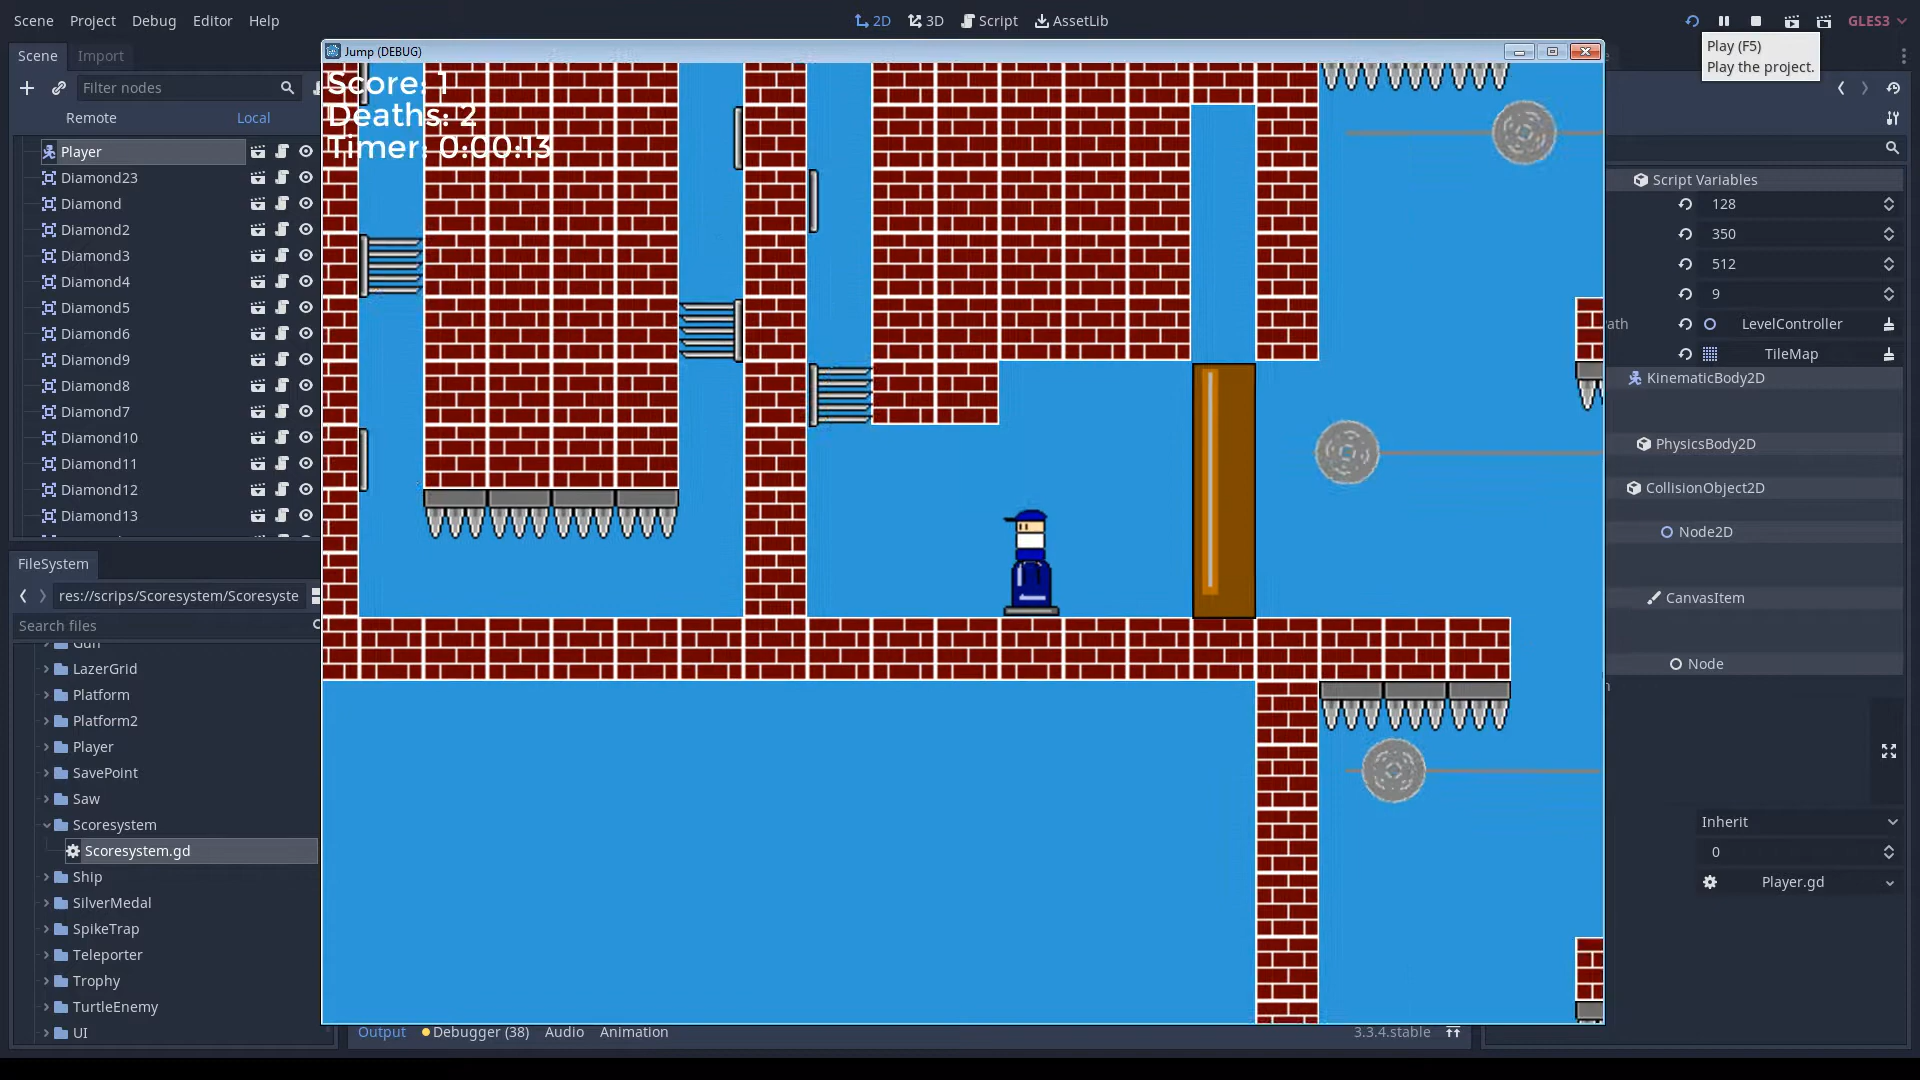 Scene Project Debug Editor Help 2D 3D Script AssetLib GLES3
Scene Import
Jump (DEBUG)
Play (F5)
Play the project.
Filter nodes
Remote Local
Score: 1
Deaths: 2
Timer: 0:00:13
Player
Diamond23
Diamond
Diamond2
Diamond3
Diamond4
Diamond5
Diamond6
Diamond9
Diamond8
Diamond7
Diamond10
Diamond11
Diamond12
Diamond13
FileSystem
res://scrips/Scoresystem/Scoresyste
Search files
Gun
LazerGrid
Platform
Platform2
Player
SavePoint
Saw
Scoresystem
Scoresystem.gd
Ship
SilverMedal
SpikeTrap
Teleporter
Trophy
TurtleEnemy
UI
Script Variables
128
350
512
9
ath LevelController
TileMap
KinematicBody2D
PhysicsBody2D
CollisionObject2D
Node2D
CanvasItem
Node
Inherit
0
Player.gd
Output Debugger (38) Audio Animation 3.3.4.stable